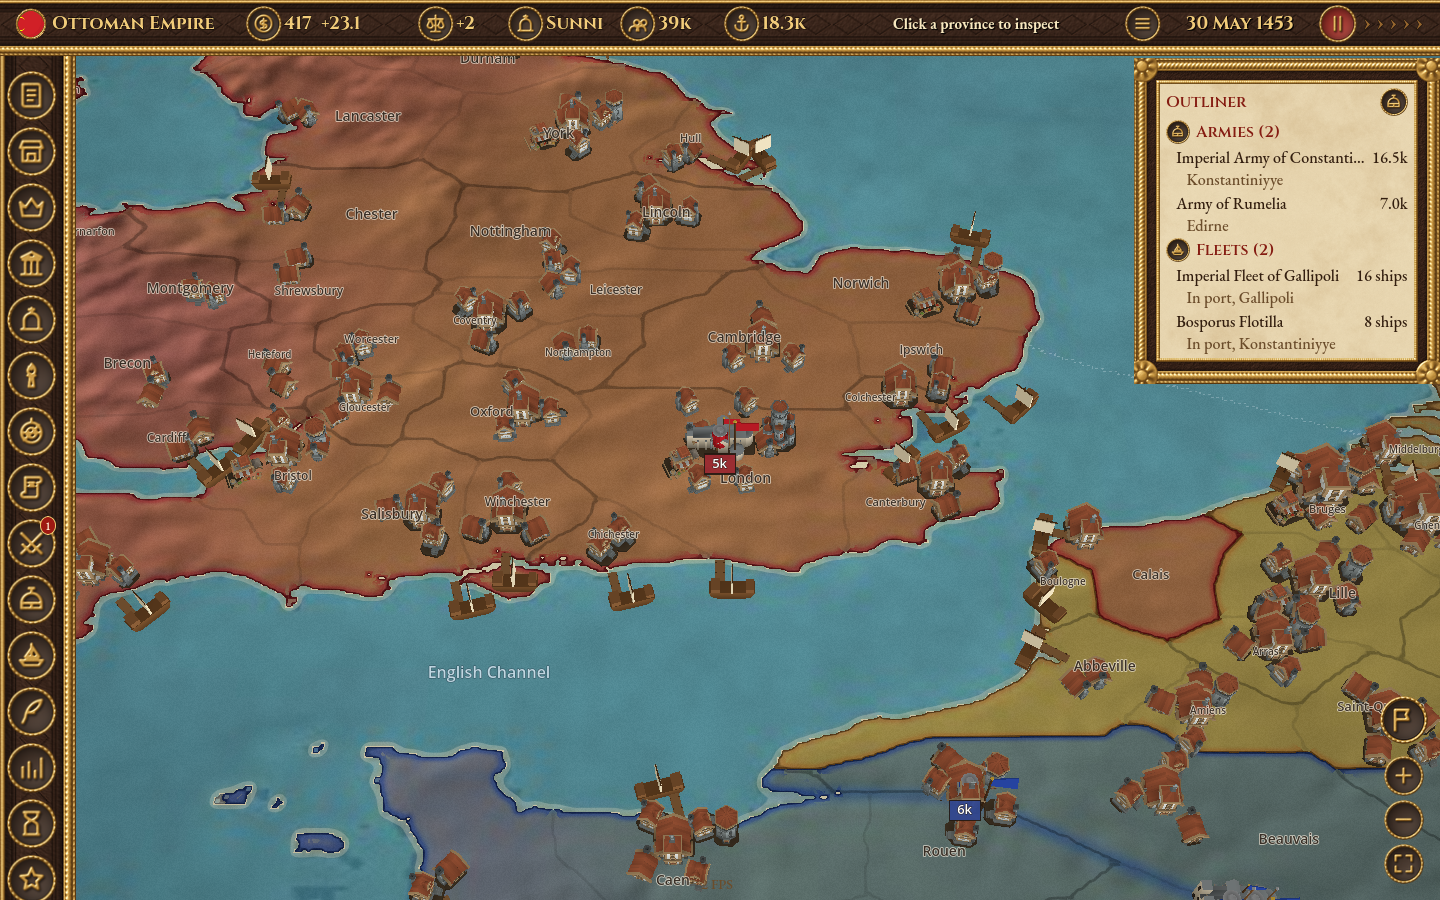 OTTOMAN EMPIRE 417 +23.1 +2 SUNNI 39K 18.3K Click a province to inspect 30 MAY 1453
OUTLINER
ARMIES (2)
Imperial Army of Constanti... 16.5k
Konstantiniyye
Army of Rumelia 7.0k
Edirne
FLEETS (2)
Imperial Fleet of Gallipoli 16 ships
In port, Gallipoli
Bosporus Flotilla 8 ships
In port, Konstantiniyye
1
Durham
Lancaster
York
Hull
Chester
Lincoln
Nottingham
Montgomery
Shrewsbury
Leicester
Norwich
Coventry
Worcester
Hereford
Northampton
Cambridge
Ipswich
Brecon
Gloucester
Oxford
Colchester
Cardiff
Bristol
5k
London
Middelburg
Salisbury
Winchester
Canterbury
Chichester
Bruges
Boulogne
Calais
Lille
Arras
English Channel
Abbeville
Amiens
6k
Rouen
Beauvais
Caen
FPS